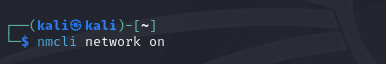 ┌──(kali㉿kali)-[~]
└─$ nmcli network on